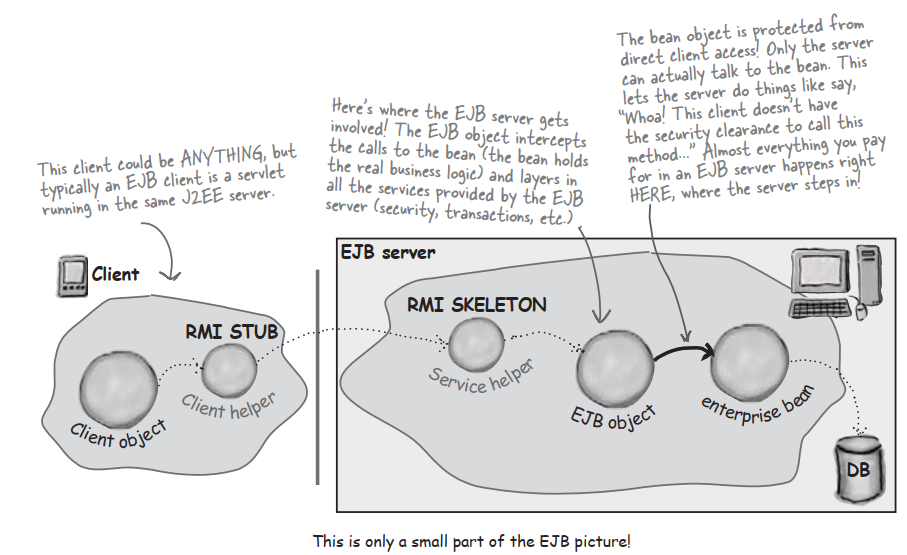 The bean object is protected from
direct client access! Only the server
can actually talk to the bean. This
lets the server do things like say,
"Whoa! This client doesn't have
the security clearance to call this
method..." Almost everything you pay
for in an EJB server happens right
HERE, where the server steps in!
Here's where the EJB server gets
involved! The EJB object intercepts
the calls to the bean (the bean holds
the real business logic) and layers in
all the services provided by the EJB
server (security, transactions, etc.)
This client could be ANYTHING, but
typically an EJB client is a servlet
running in the same J2EE server.
Client
RMI STUB
Client object
Client helper
EJB server
RMI SKELETON
Service helper
EJB object
enterprise bean
DB
This is only a small part of the EJB picture!